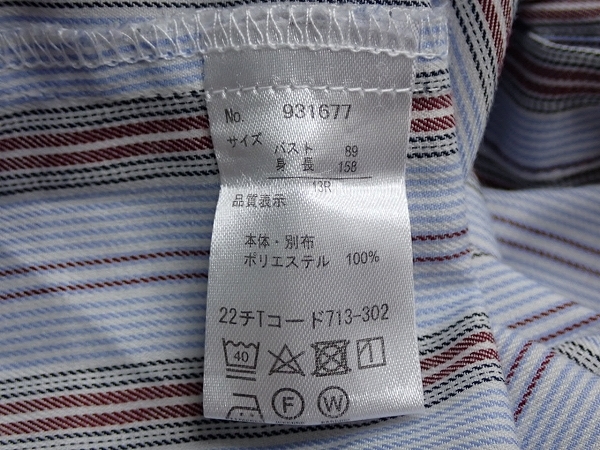 No. 931677
サイズ
バスト 89
身長 158
13R
品質表示
本体・別布
ポリエステル 100%
22チTコード713-302
40
F W